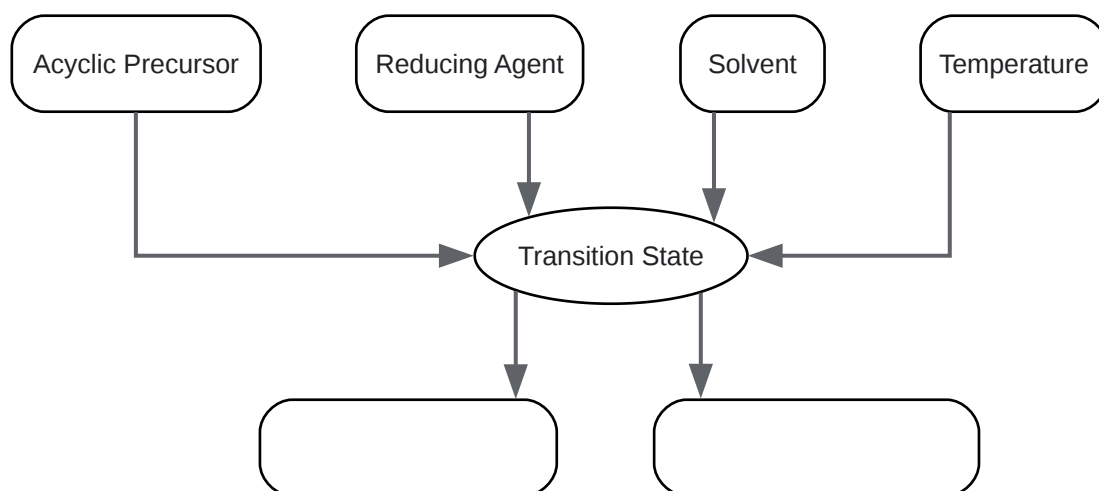 Acyclic Precursor
Reducing Agent
Solvent
Temperature
Transition State